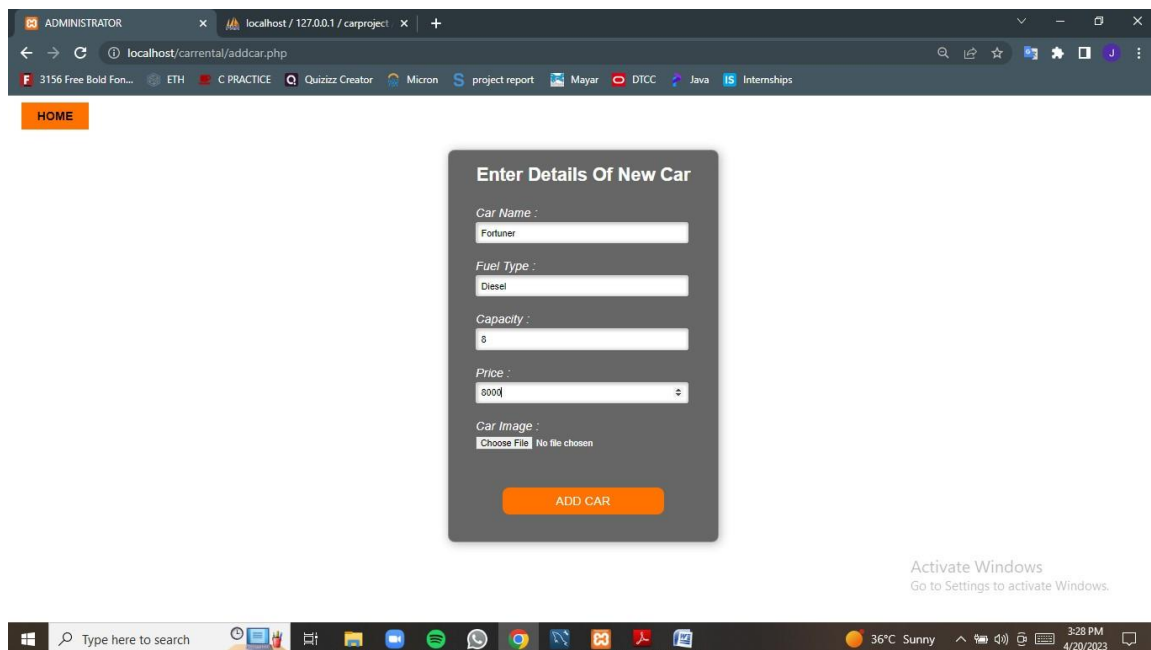 ADMINISTRATOR
localhost / 127.0.0.1 / carproject
localhost/carrental/addcar.php
3156 Free Bold Fon... ETH C PRACTICE Quizizz Creator Micron project report Mayar DTCC Java Internships
HOME
Enter Details Of New Car
Car Name :
Fortuner
Fuel Type :
Diesel
Capacity :
8
Price :
8000
Car Image :
Choose File No file chosen
ADD CAR
Activate Windows
Go to Settings to activate Windows.
Type here to search
36°C Sunny
3:28 PM
4/20/2023